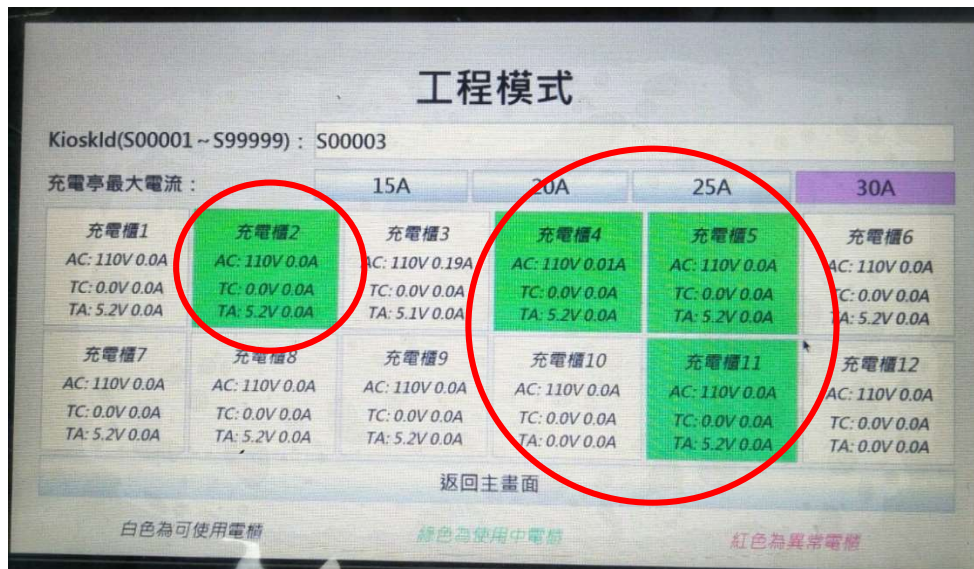 工程模式
KioskId(S00001~S99999)： S00003
充電亭最大電流： 15A 20A 25A 30A
充電櫃1 充電櫃2 充電櫃3 充電櫃4 充電櫃5 充電櫃6
AC: 110V 0.0A AC: 110V 0.0A AC: 110V 0.19A AC: 110V 0.01A AC: 110V 0.0A AC: 110V 0.0A
TC: 0.0V 0.0A TC: 0.0V 0.0A TC: 0.0V 0.0A TC: 0.0V 0.0A TC: 0.0V 0.0A TC: 0.0V 0.0A
TA: 5.2V 0.0A TA: 5.2V 0.0A TA: 5.1V 0.0A TA: 5.2V 0.0A TA: 5.2V 0.0A TA: 5.2V 0.0A
充電櫃7 充電櫃8 充電櫃9 充電櫃10 充電櫃11 充電櫃12
AC: 110V 0.0A AC: 110V 0.0A AC: 110V 0.0A AC: 110V 0.0A AC: 110V 0.0A AC: 110V 0.0A
TC: 0.0V 0.0A TC: 0.0V 0.0A TC: 0.0V 0.0A TC: 0.0V 0.0A TC: 0.0V 0.0A TC: 0.0V 0.0A
TA: 5.2V 0.0A TA: 5.2V 0.0A TA: 5.2V 0.0A TA: 0.0V 0.0A TA: 5.2V 0.0A TA: 0.0V 0.0A
返回主畫面
白色為可使用電櫃 綠色為使用中電櫃 紅色為異常電櫃